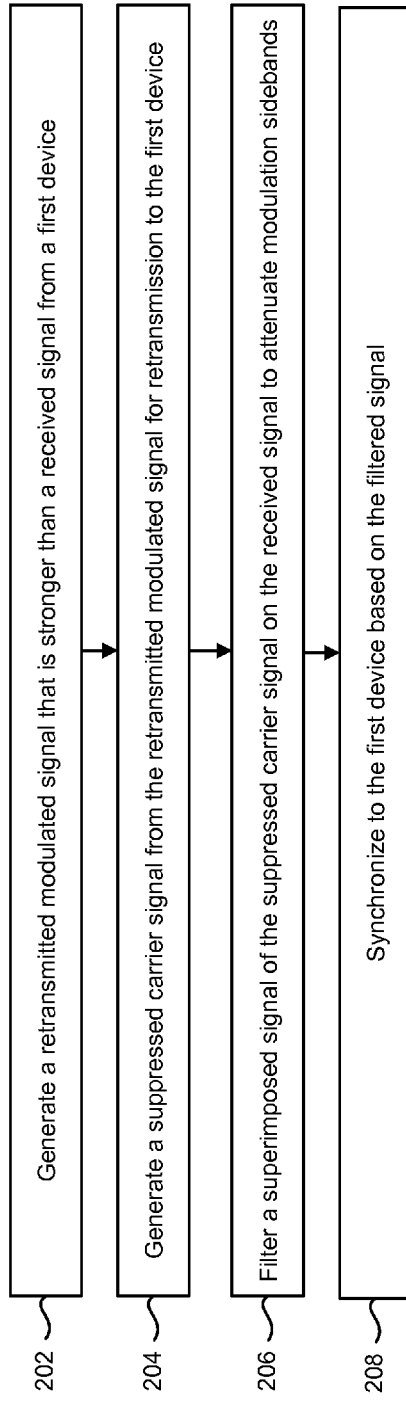 202
Generate a retransmitted modulated signal that is stronger than a received signal from a first device
204
Generate a suppressed carrier signal from the retransmitted modulated signal for retransmission to the first device
206
Filter a superimposed signal of the suppressed carrier signal on the received signal to attenuate modulation sidebands
208
Synchronize to the first device based on the filtered signal